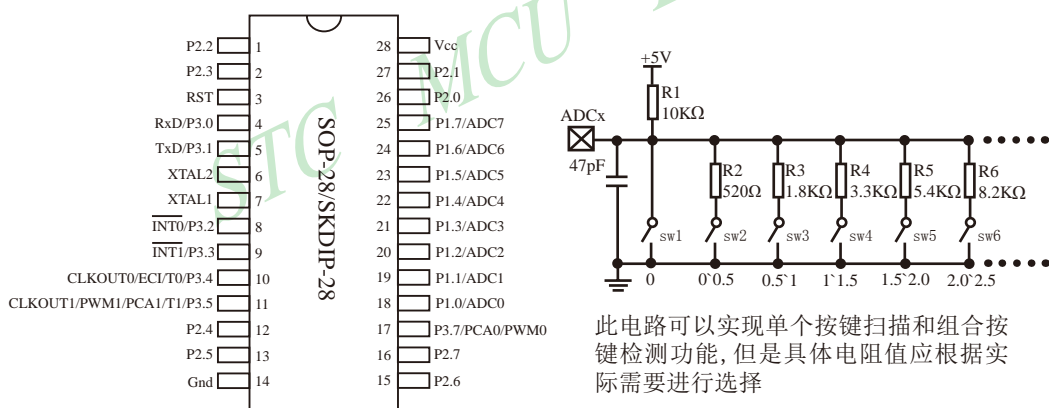 STC MCU
P2.2 1
P2.3 2
RST 3
RxD/P3.0 4
TxD/P3.1 5
XTAL2 6
XTAL1 7
INT0/P3.2 8
INT1/P3.3 9
CLKOUT0/ECI/T0/P3.4 10
CLKOUT1/PWM1/PCA1/T1/P3.5 11
P2.4 12
P2.5 13
Gnd 14
SOP-28/SKDIP-28
28 Vcc
27 P2.1
26 P2.0
25 P1.7/ADC7
24 P1.6/ADC6
23 P1.5/ADC5
22 P1.4/ADC4
21 P1.3/ADC3
20 P1.2/ADC2
19 P1.1/ADC1
18 P1.0/ADC0
17 P3.7/PCA0/PWM0
16 P2.7
15 P2.6
+5V
R1
10KΩ
ADCx
47pF
R2 R3 R4 R5 R6
520Ω 1.8KΩ 3.3KΩ 5.4KΩ 8.2KΩ
sw1 sw2 sw3 sw4 sw5 sw6
0 0`0.5 0.5`1 1`1.5 1.5`2.0 2.0`2.5
此电路可以实现单个按键扫描和组合按
键检测功能,但是具体电阻值应根据实
际需要进行选择